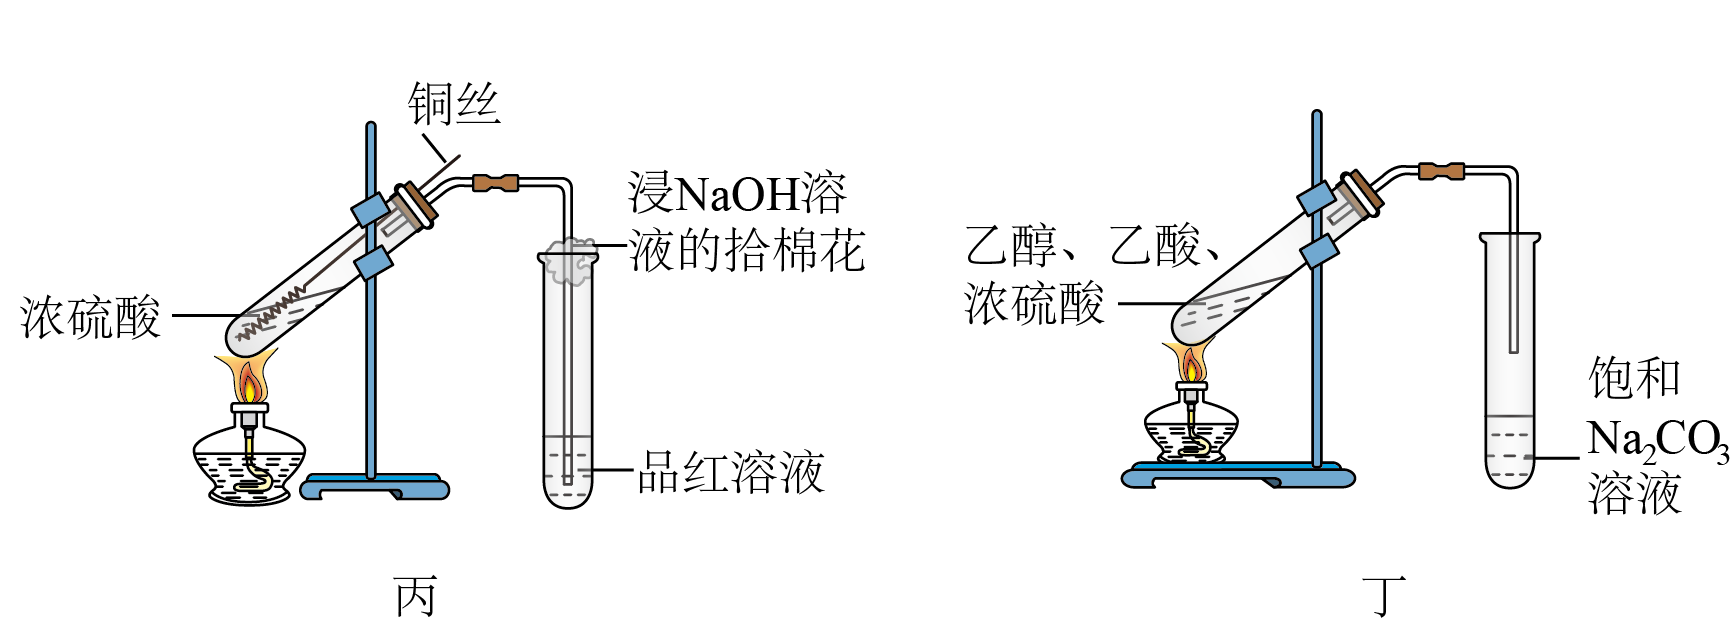 铜丝
浸NaOH溶
液的拾棉花
浓硫酸
品红溶液
丙
乙醇、乙酸、
浓硫酸
饱和
Na₂CO₃
溶液
丁